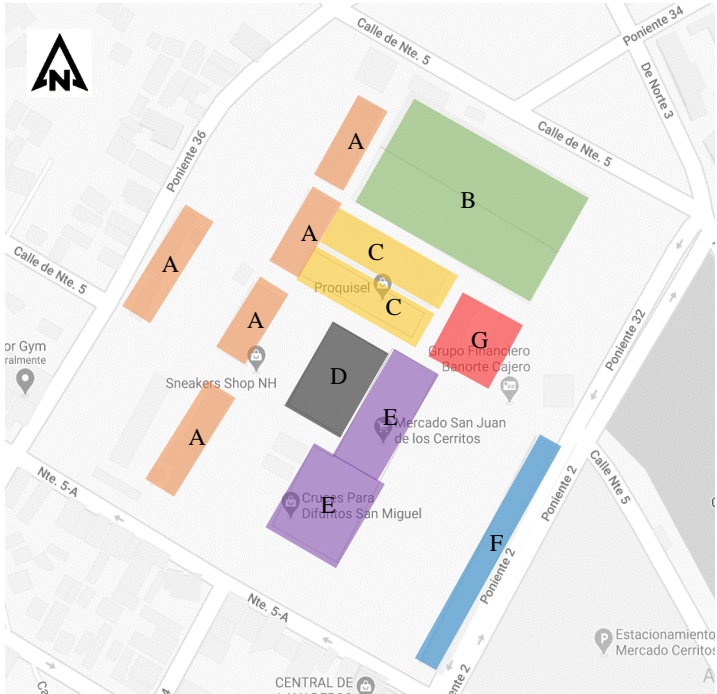 Calle de Nte. 5
Poniente 34
De Norte 3
N
Calle de Nte. 5
Poniente 36
A
B
A
C
A
Calle de Nte. 5
Proquisel
C
A
G
Poniente 32
or Gym
ralmente
Grupo Financiero
Banorte Cajero
D
Sneakers Shop NH
E
Mercado San Juan
de los Cerritos
A
Calle Nte 5
Nte. 5-A
Poniente 2
Cruces Para
Difuntos San Miguel
E
F
Poniente 2
Nte. 5-A
Estacionamiento
Mercado Cerritos
Poniente 2
CENTRAL DE